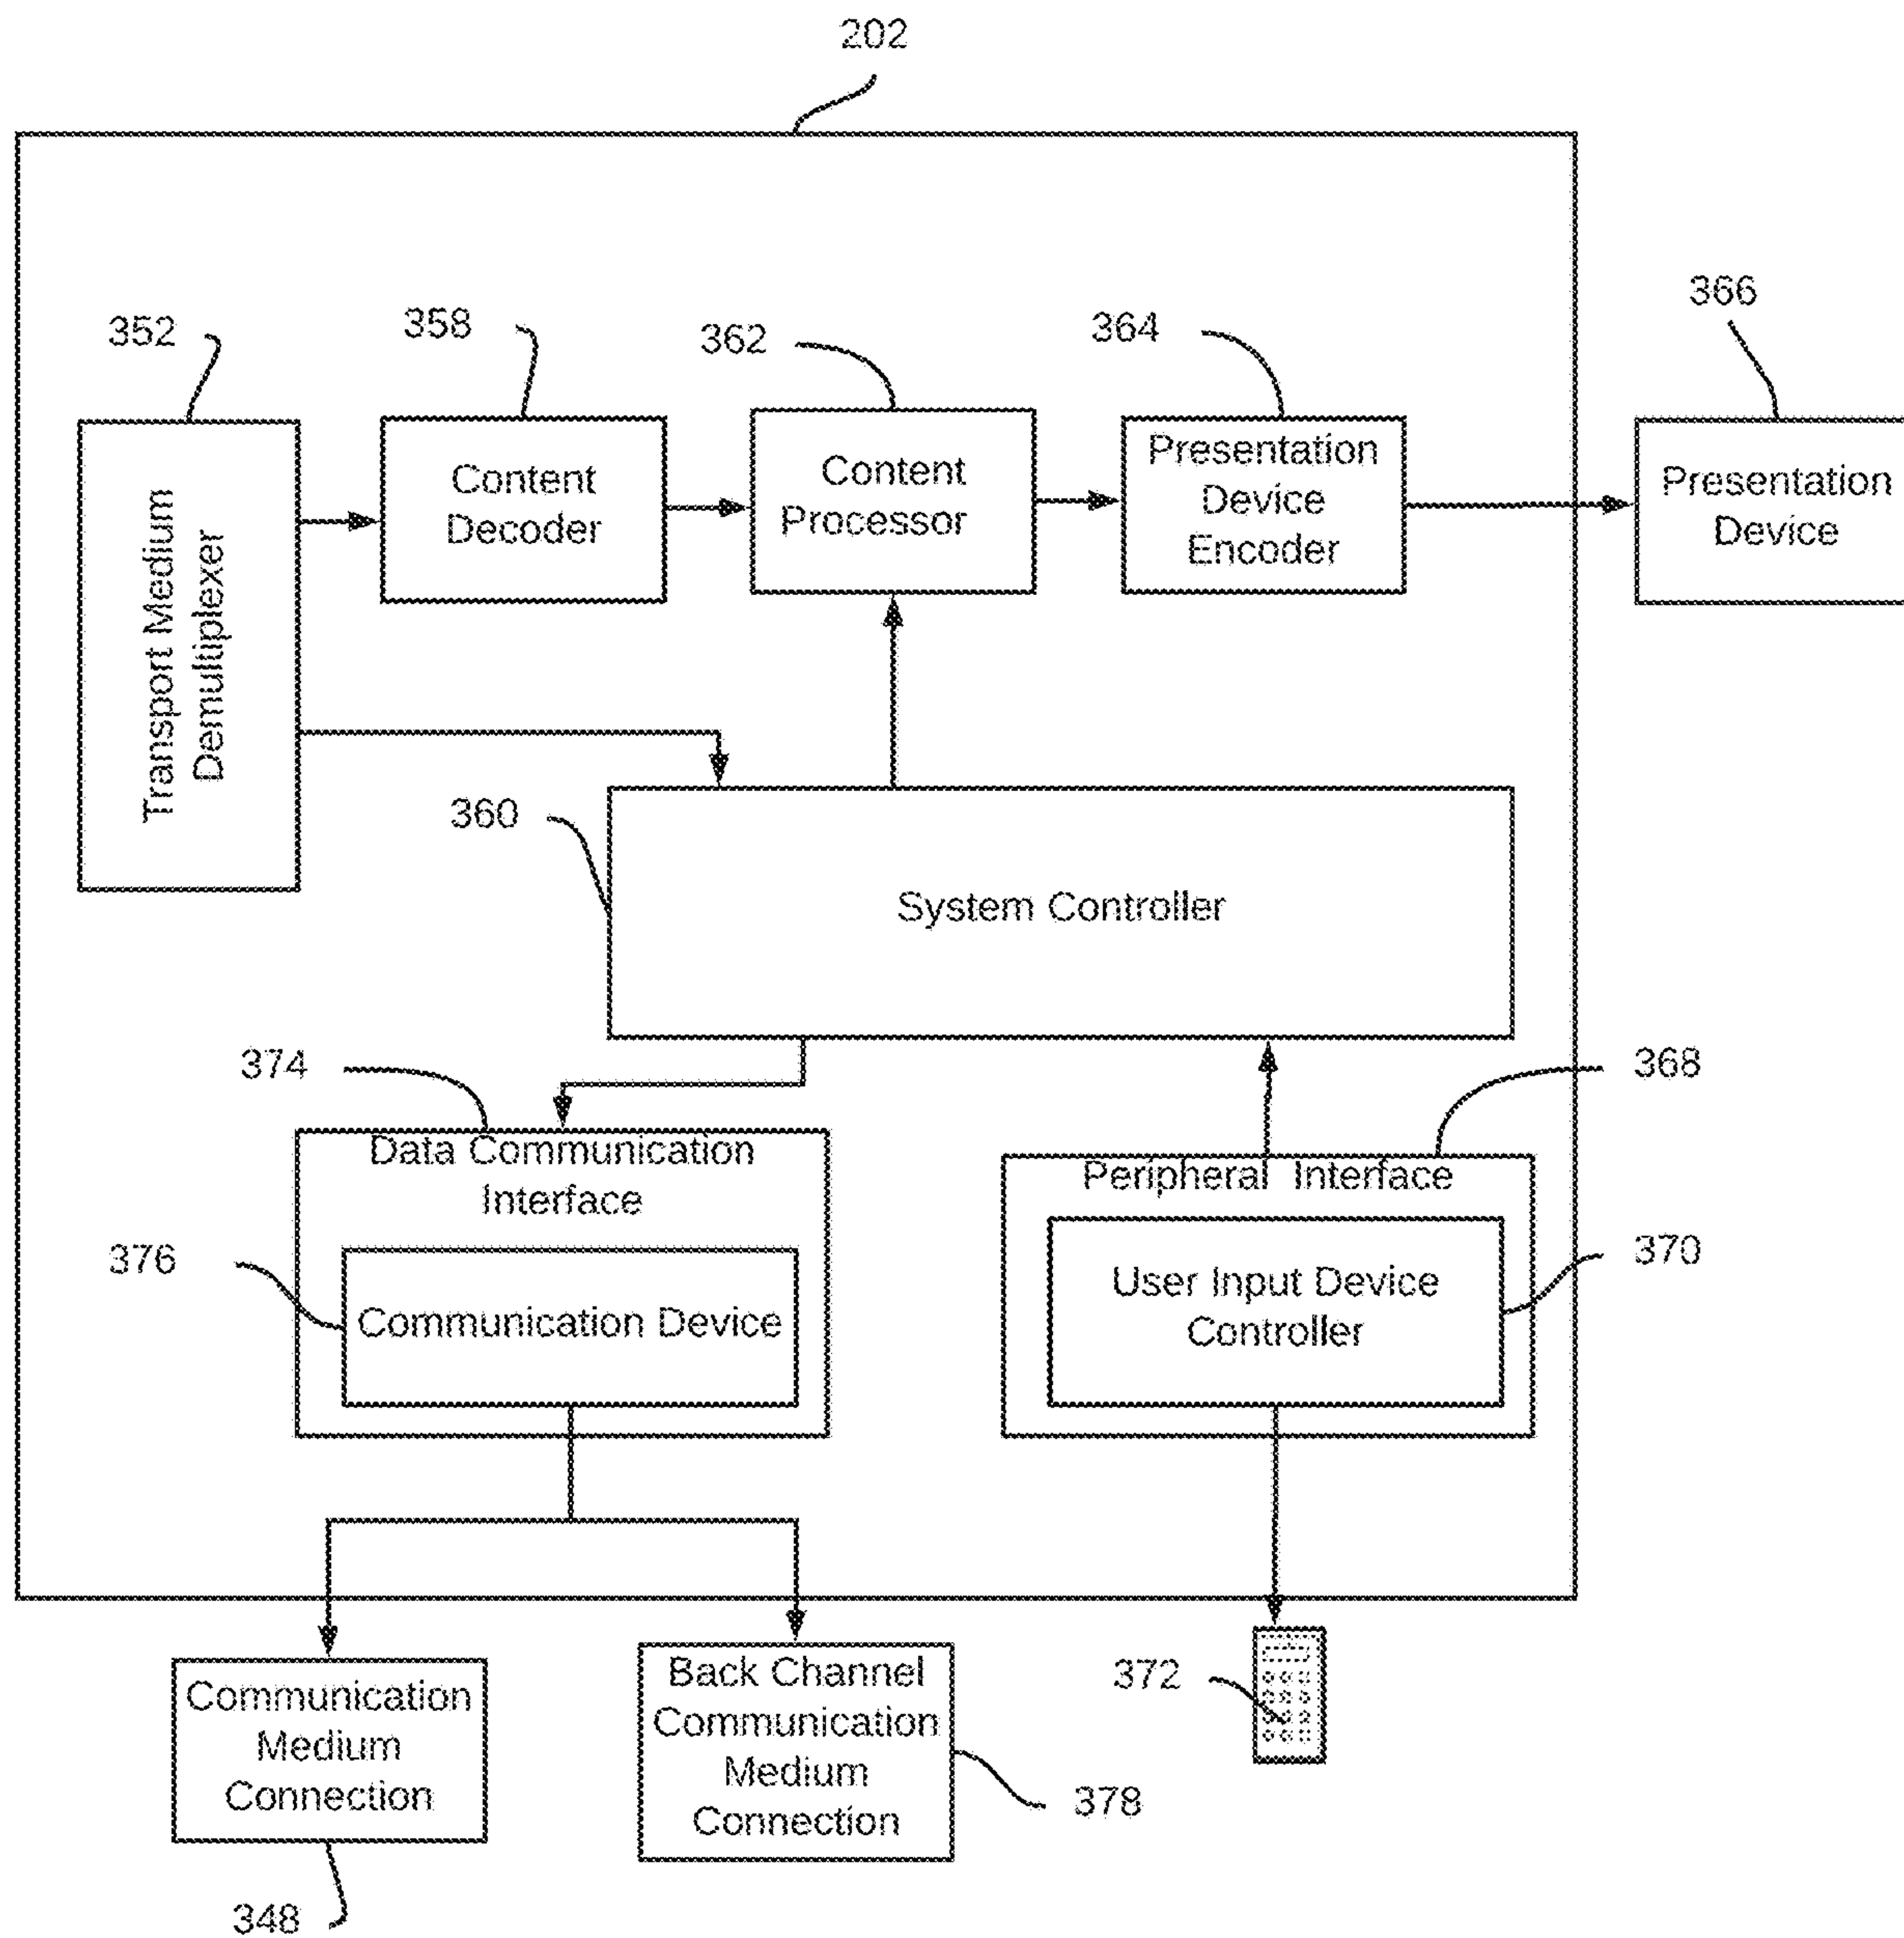 202
366
352
358
362
364
Transport Medium
Demultiplexer
Content
Decoder
Content
Processor
Presentation
Device
Encoder
Presentation
Device
360
System Controller
374
368
Data Communication
Interface
Peripheral Interface
376
Communication Device
User Input Device
Controller
370
Communication
Medium
Connection
Back Channel
Communication
Medium
Connection
372
378
348